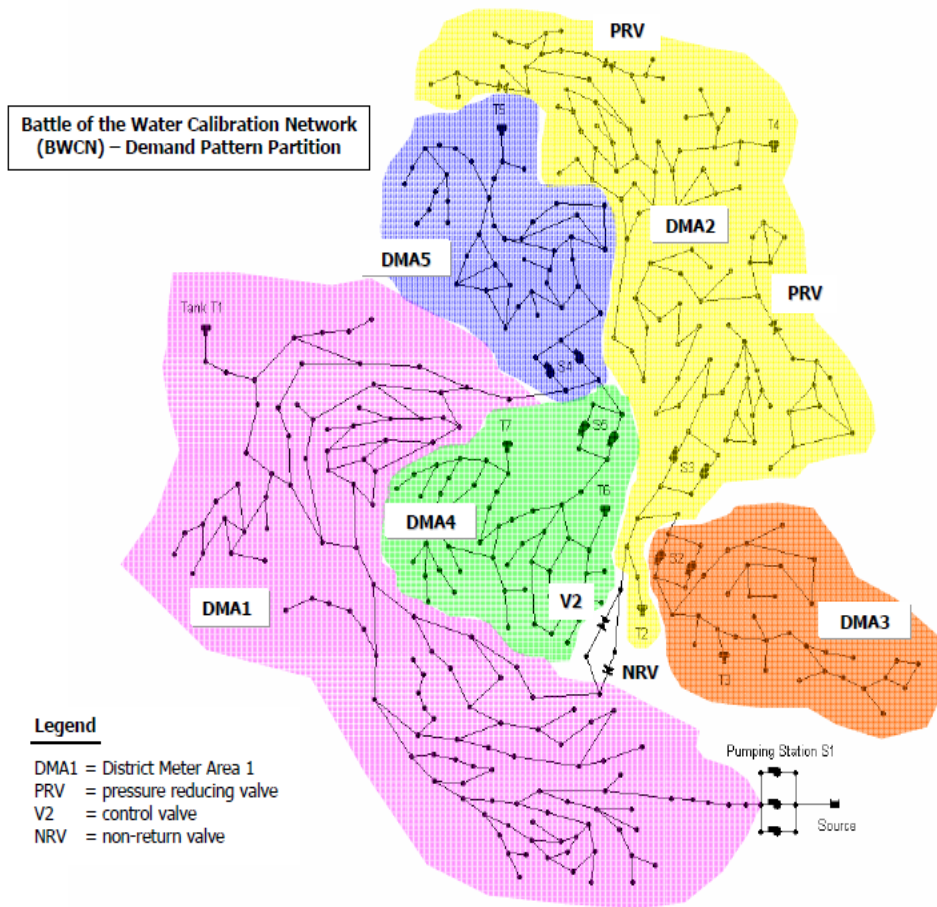 PRV
Battle of the Water Calibration Network
(BWCN) – Demand Pattern Partition
T5
T4
DMA2
DMA5
PRV
Tank T1
S4
T7
S5
S3
T6
DMA4
S2
V2
DMA1
DMA3
T2
NRV
T3
Legend
DMA1 = District Meter Area 1
PRV = pressure reducing valve
V2 = control valve
NRV = non-return valve
Pumping Station S1
Source